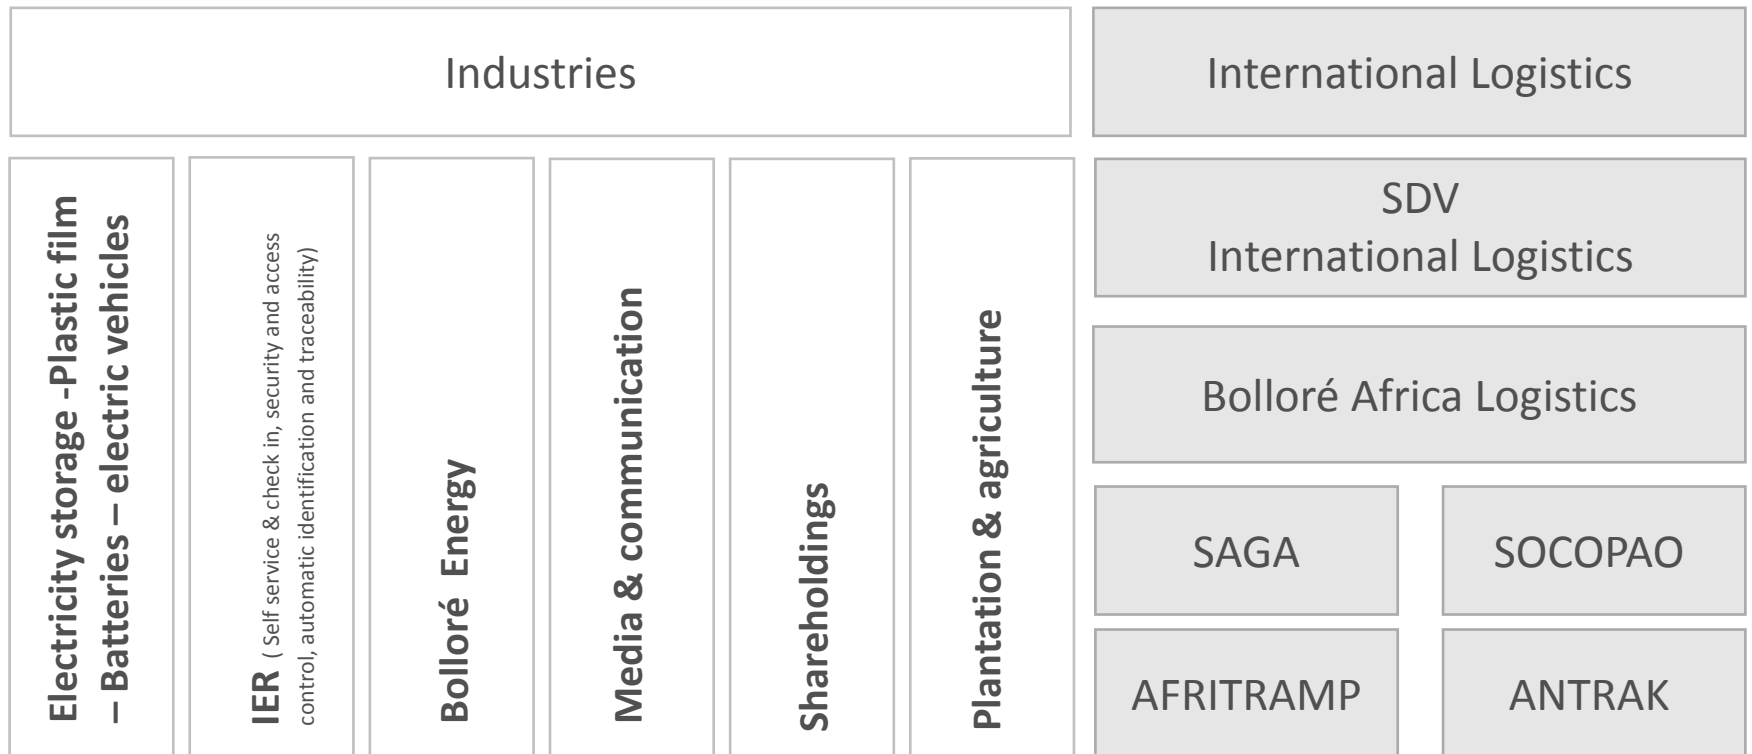 Industries
International Logistics
Electricity storage -Plastic film
– Batteries – electric vehicles
IER ( Self service & check in, security and access
control, automatic identification and traceability)
Bolloré  Energy
Media & communication
Shareholdings
Plantation & agriculture
SDV
International Logistics
Bolloré Africa Logistics
SAGA
SOCOPAO
AFRITRAMP
ANTRAK